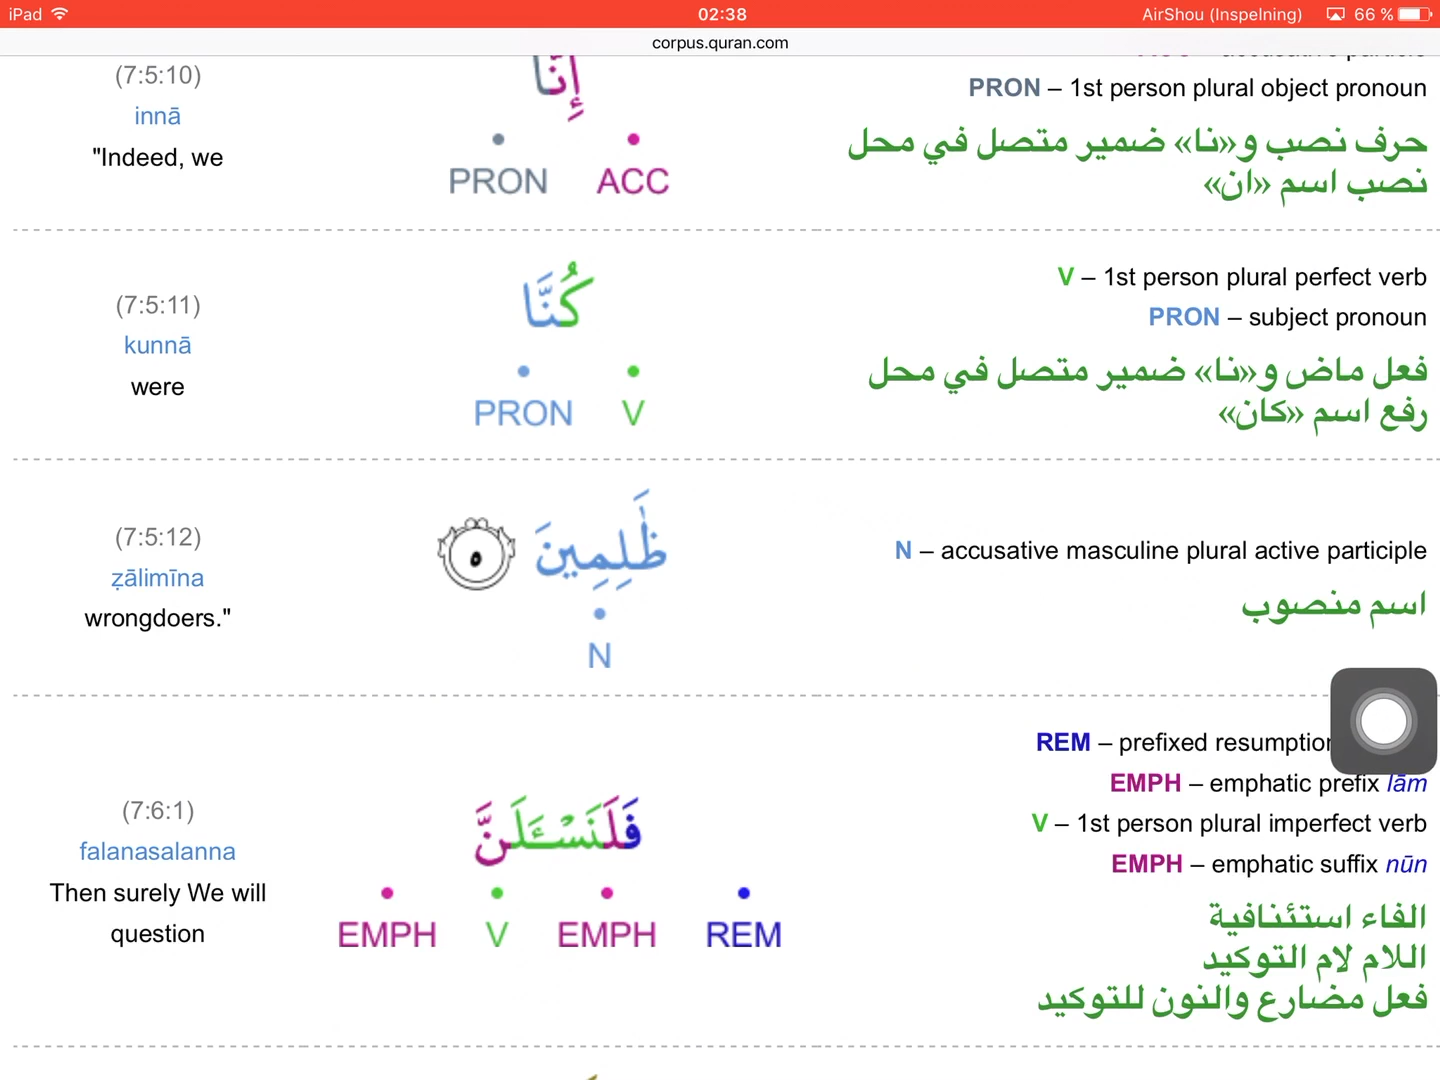 iPad 02:38 AirShou (Inspelning) 66 %
corpus.quran.com
(7:5:10)
innā
"Indeed, we
إِنَّا
PRON ACC
PRON – 1st person plural object pronoun
حرف نصب و«نا» ضمير متصل في محل
نصب اسم «ان»
(7:5:11)
kunnā
were
كُنَّا
PRON V
V – 1st person plural perfect verb
PRON – subject pronoun
فعل ماض و«نا» ضمير متصل في محل
رفع اسم «كان»
(7:5:12)
ẓālimīna
wrongdoers."
ظَٰلِمِينَ ٥
N
N – accusative masculine plural active participle
اسم منصوب
(7:6:1)
falanasalanna
Then surely We will
question
فَلَنَسْـَٔلَنَّ
EMPH V EMPH REM
REM – prefixed resumption
EMPH – emphatic prefix lām
V – 1st person plural imperfect verb
EMPH – emphatic suffix nūn
الفاء استئنافية
اللام لام التوكيد
فعل مضارع والنون للتوكيد